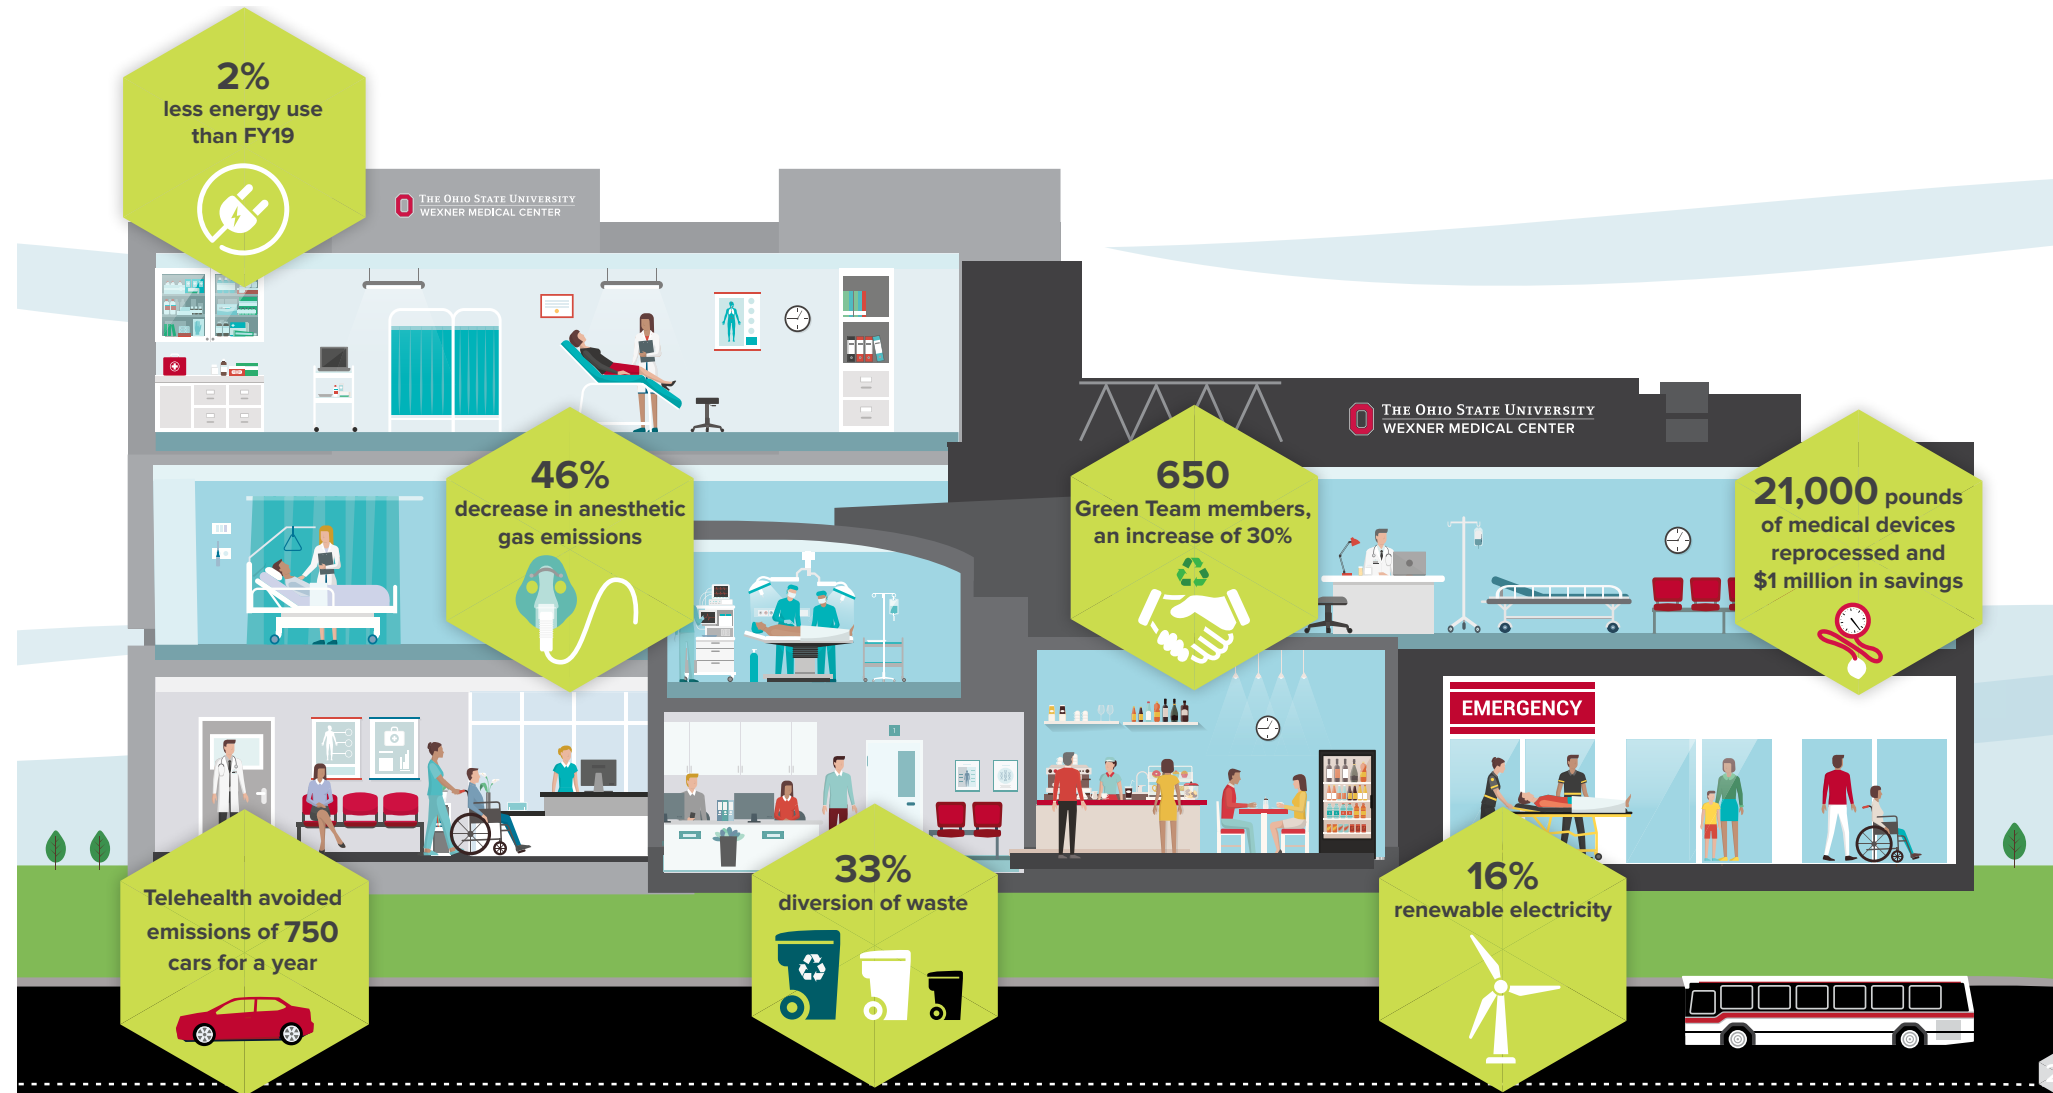 2%
less energy use
than FY19
THE OHIO STATE UNIVERSITY
WEXNER MEDICAL CENTER
46%
decrease in anesthetic
gas emissions
650
Green Team members,
an increase of 30%
THE OHIO STATE UNIVERSITY
WEXNER MEDICAL CENTER
21,000 pounds
of medical devices
reprocessed and
$1 million in savings
EMERGENCY
1
Telehealth avoided
emissions of 750
cars for a year
33%
diversion of waste
16%
renewable electricity